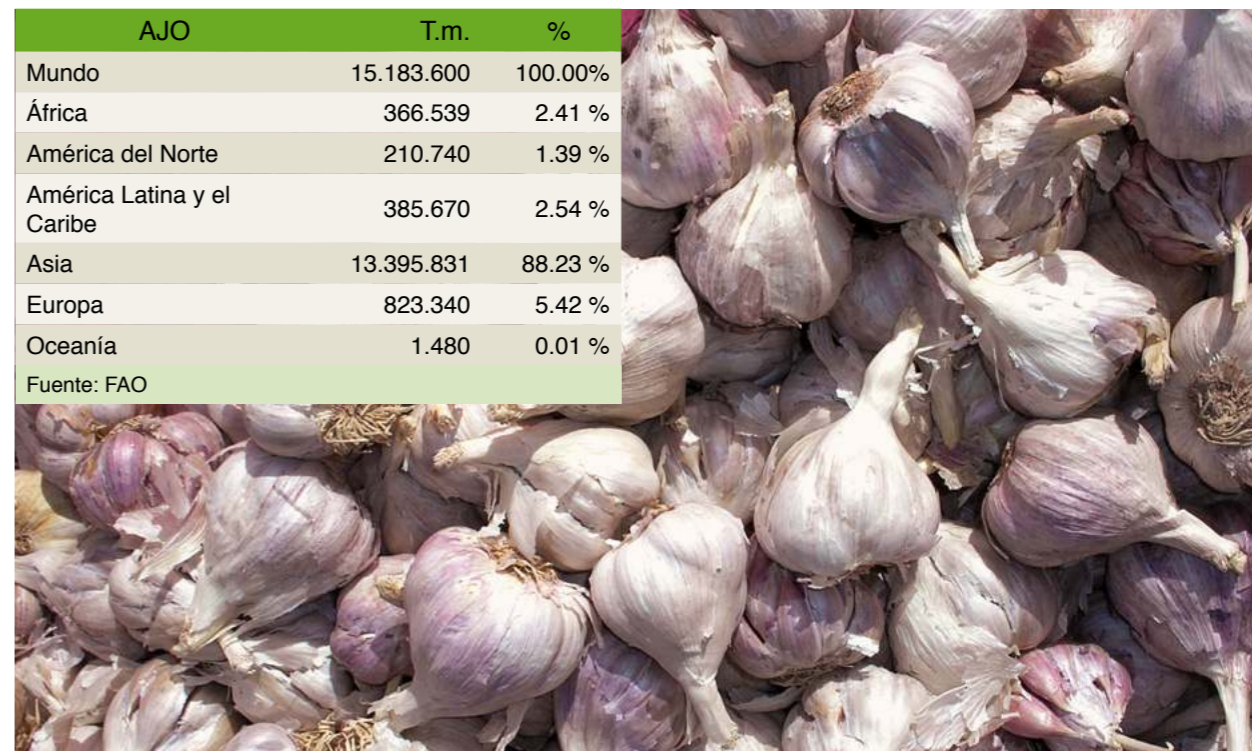 AJO T.m. %
Mundo 15.183.600 100.00%
África 366.539 2.41 %
América del Norte 210.740 1.39 %
América Latina y el
Caribe 385.670 2.54 %
Asia 13.395.831 88.23 %
Europa 823.340 5.42 %
Oceanía 1.480 0.01 %
Fuente: FAO